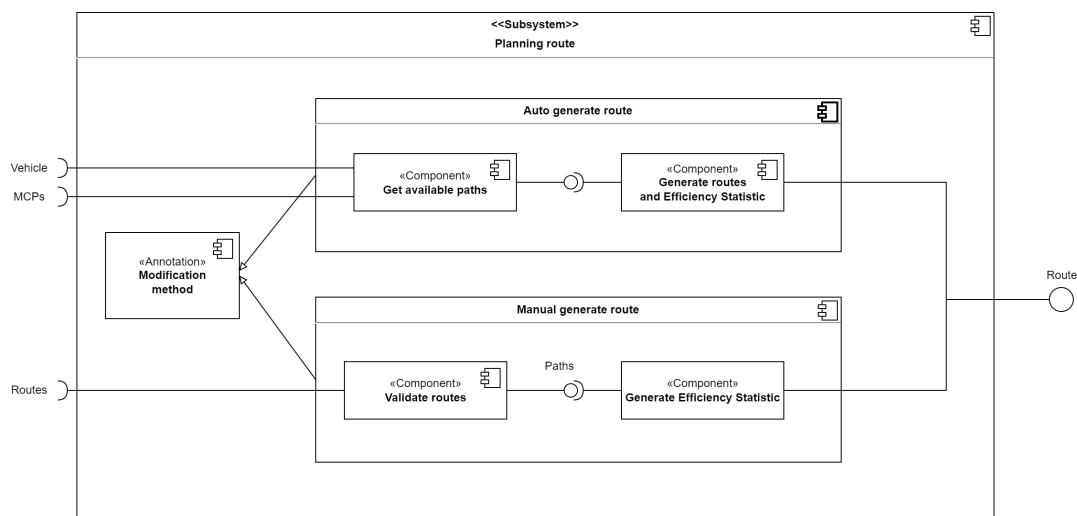 <<Subsystem>>
Planning route
Auto generate route
Vehicle
MCPs
«Component»
Get available paths
«Component»
Generate routes
and Efficiency Statistic
«Annotation»
Modification
method
Route
Manual generate route
Paths
Routes
«Component»
Validate routes
«Component»
Generate Efficiency Statistic